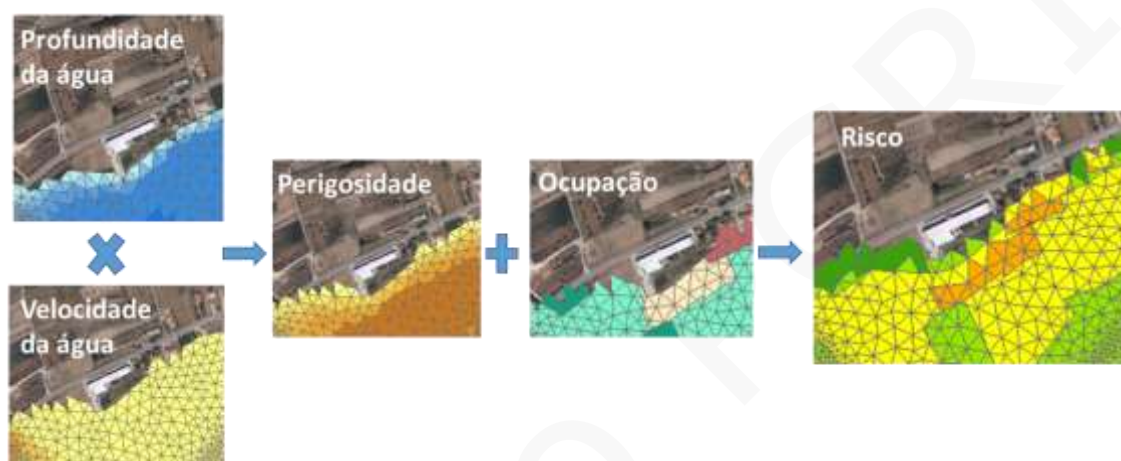 Profundidade
da água
Velocidade
da água
Perigosidade
Ocupação
Risco